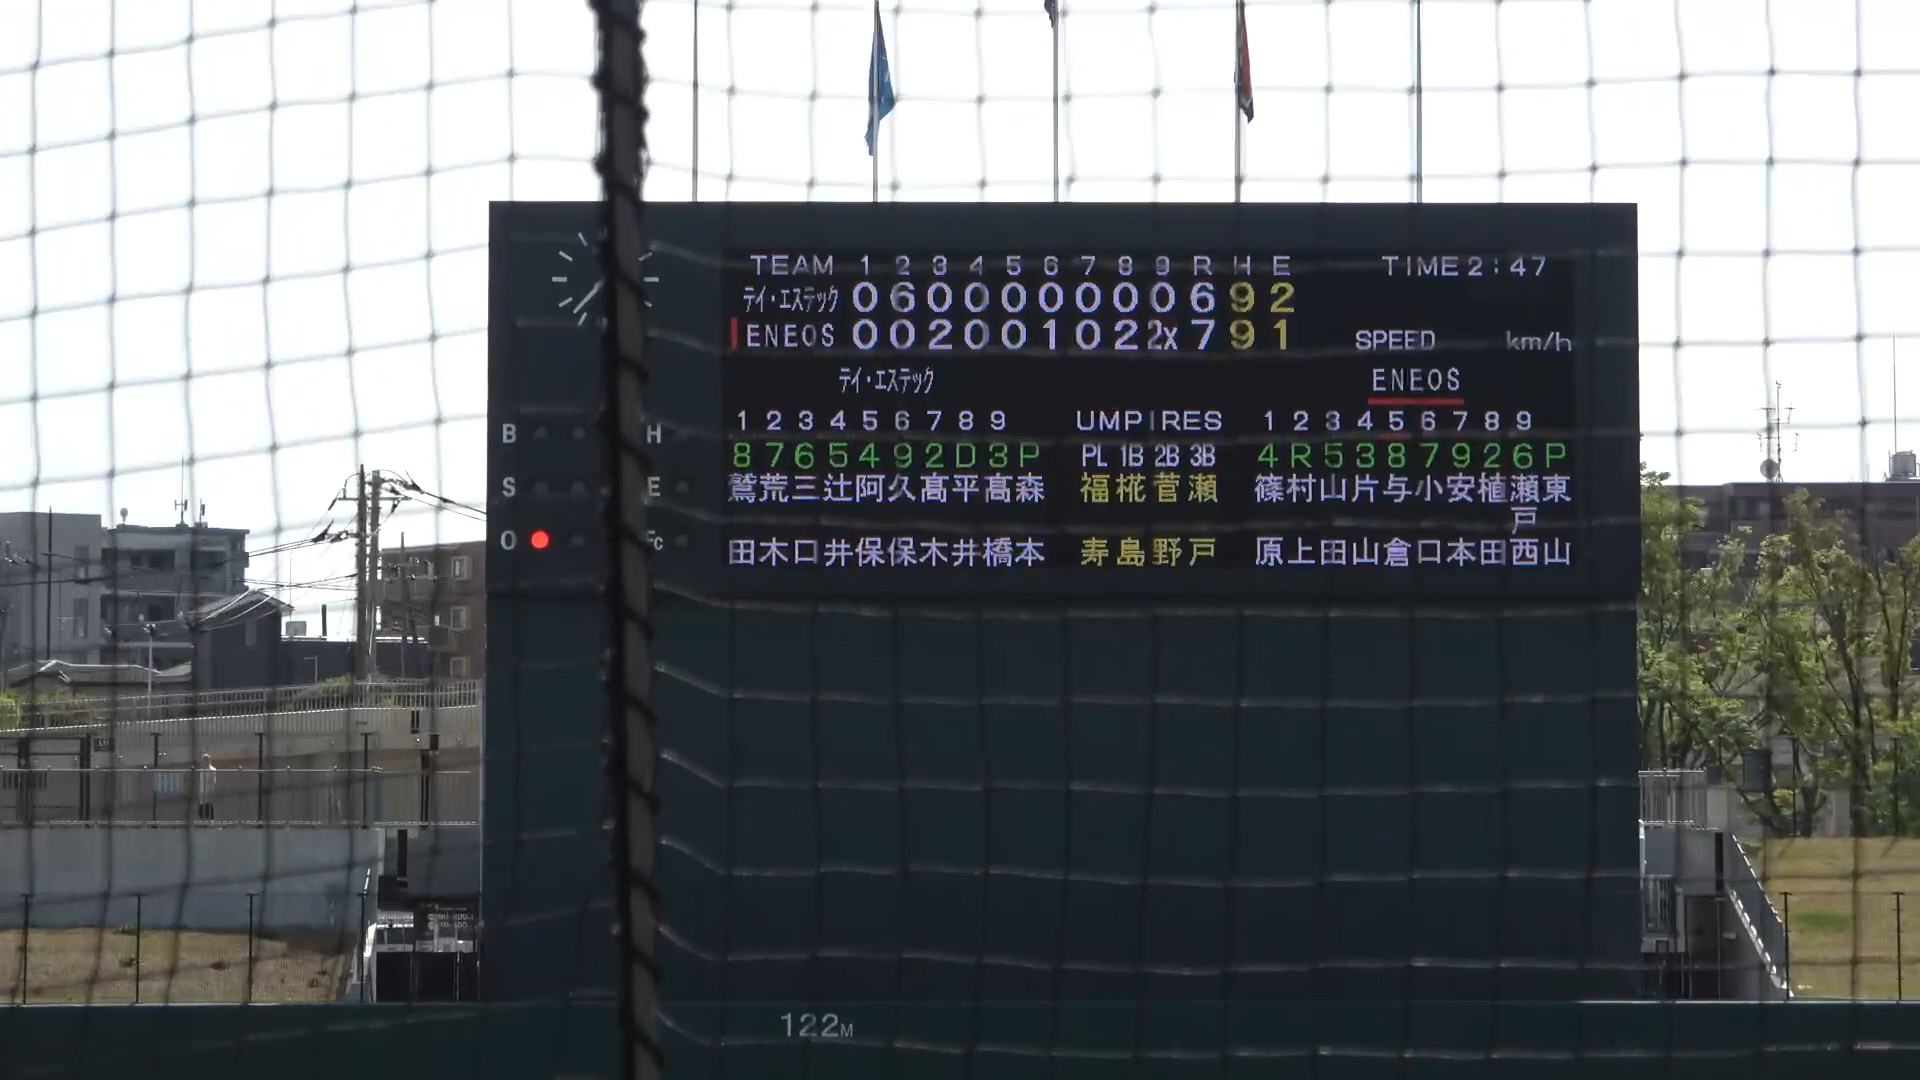 TEAM 1 2 3 4 5 6 7 8 9 R H E TIME 2:47
テイ・エステック 0 6 0 0 0 0 0 0 0 6 9 2
ENEOS 0 0 2 0 0 1 0 2 2x 7 9 1 SPEED km/h
テイ・エステック ENEOS
1 2 3 4 5 6 7 8 9 UMPIRES 1 2 3 4 5 6 7 8 9
B H
8 7 6 5 4 9 2 D 3 P PL 1B 2B 3B 4 R 5 3 8 7 9 2 6 P
S E
鷲荒三辻阿久髙平髙森 福椛菅瀬 篠村山片与小安植瀬東
戸
O Fc
田木口井保保木井橋本 寿島野戸 原上田山倉口本田西山
122M